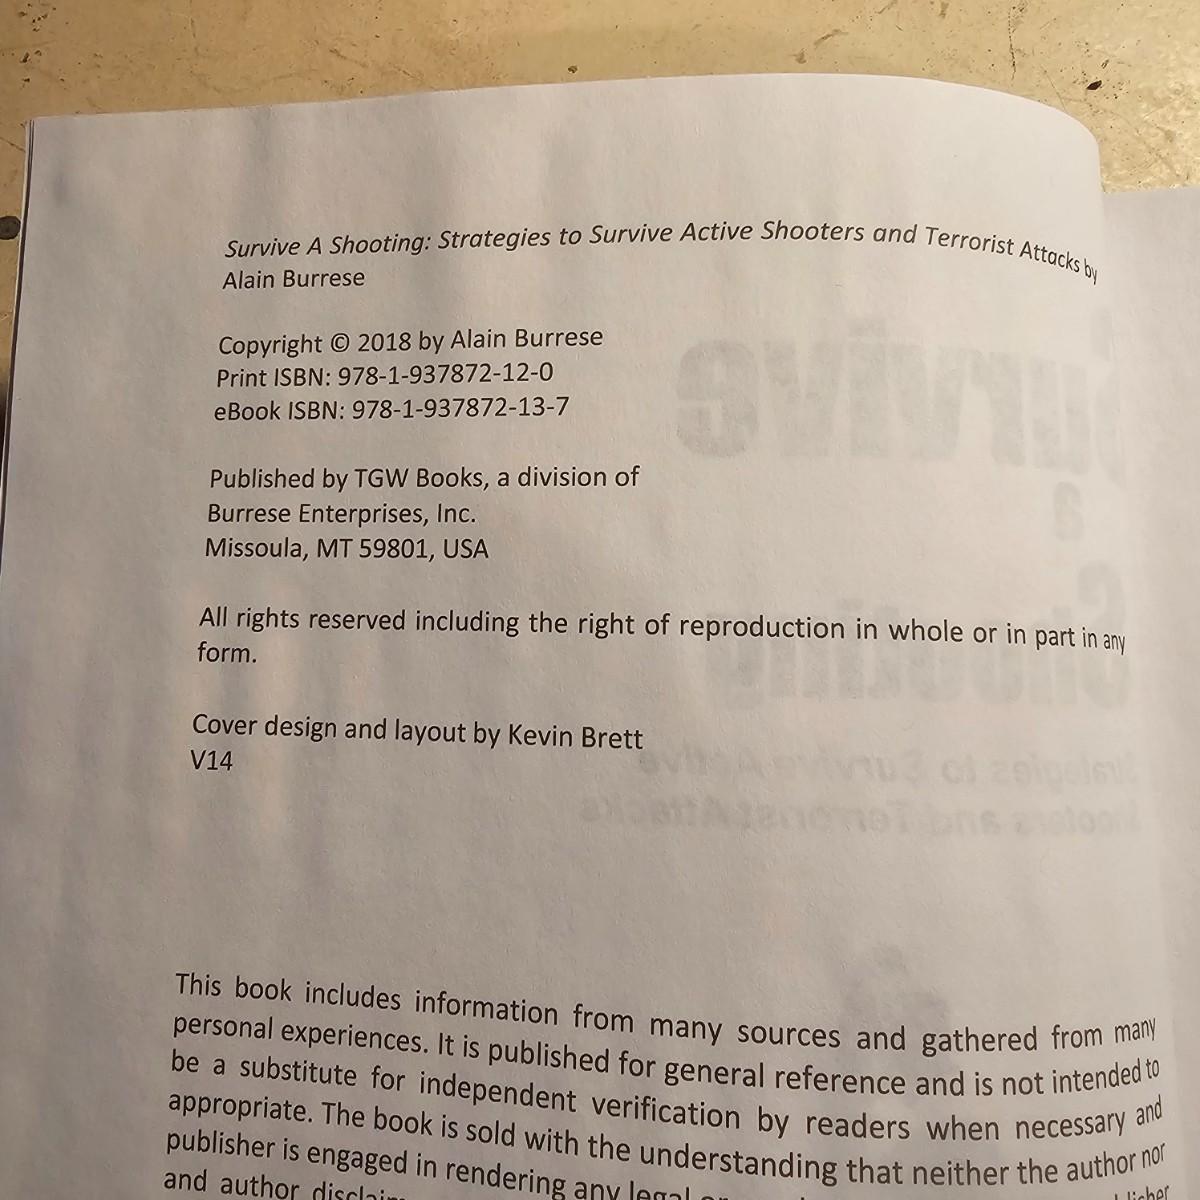 Survive A Shooting: Strategies to Survive Active Shooters and Terrorist Attacks by
Alain Burrese
Copyright © 2018 by Alain Burrese
Print ISBN: 978-1-937872-12-0
eBook ISBN: 978-1-937872-13-7
Published by TGW Books, a division of
Burrese Enterprises, Inc.
Missoula, MT 59801, USA
All rights reserved including the right of reproduction in whole or in part in any
form.
Cover design and layout by Kevin Brett
V14
This book includes information from many sources and gathered from many
personal experiences. It is published for general reference and is not intended to
be a substitute for independent verification by readers when necessary and
appropriate. The book is sold with the understanding that neither the author nor
publisher is engaged in rendering any legal
and author